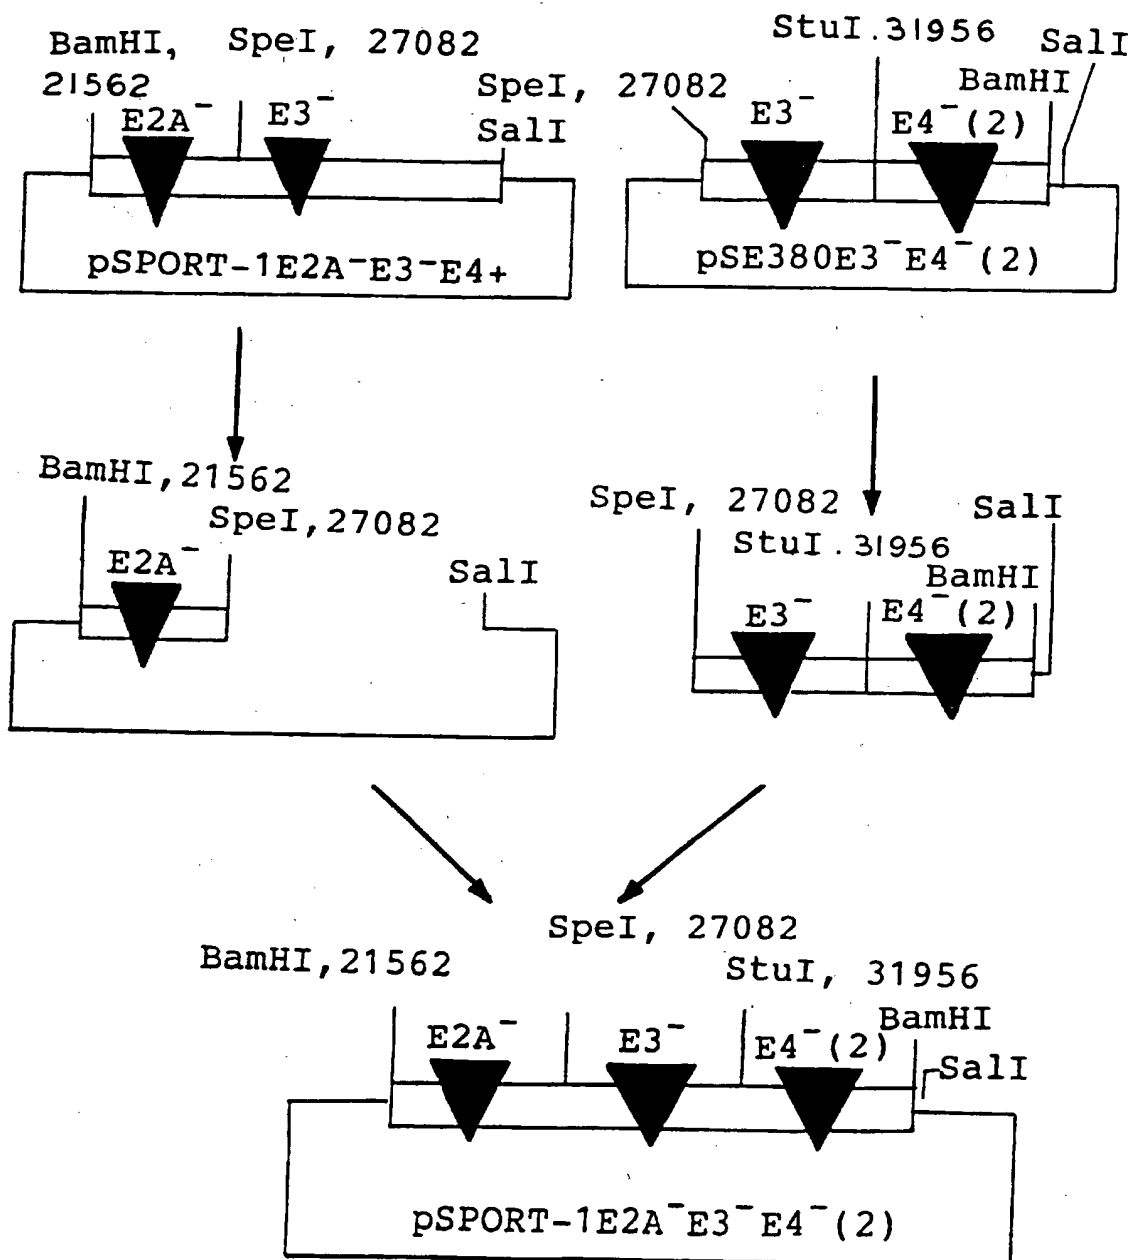 BamHI,
21562
SpeI, 27082
E2A⁻
E3⁻
SpeI, 27082
SalI
pSPORT-1E2A⁻E3⁻E4+
StuI.31956
SalI
BamHI
E3⁻
E4⁻(2)
pSE380E3⁻E4⁻(2)
BamHI,21562
SpeI,27082
E2A⁻
SalI
SpeI, 27082
SalI
StuI.31956
BamHI
E3⁻
E4⁻(2)
SpeI, 27082
BamHI,21562
StuI, 31956
BamHI
E2A⁻
E3⁻
E4⁻(2)
SalI
pSPORT-1E2A⁻E3⁻E4⁻(2)